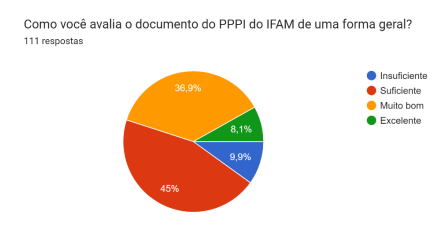 Como você avalia o documento do PPPI do IFAM de uma forma geral?
111 respostas
Insuficiente
Suficiente
Muito bom
Excelente
36,9%
8,1%
9,9%
45%